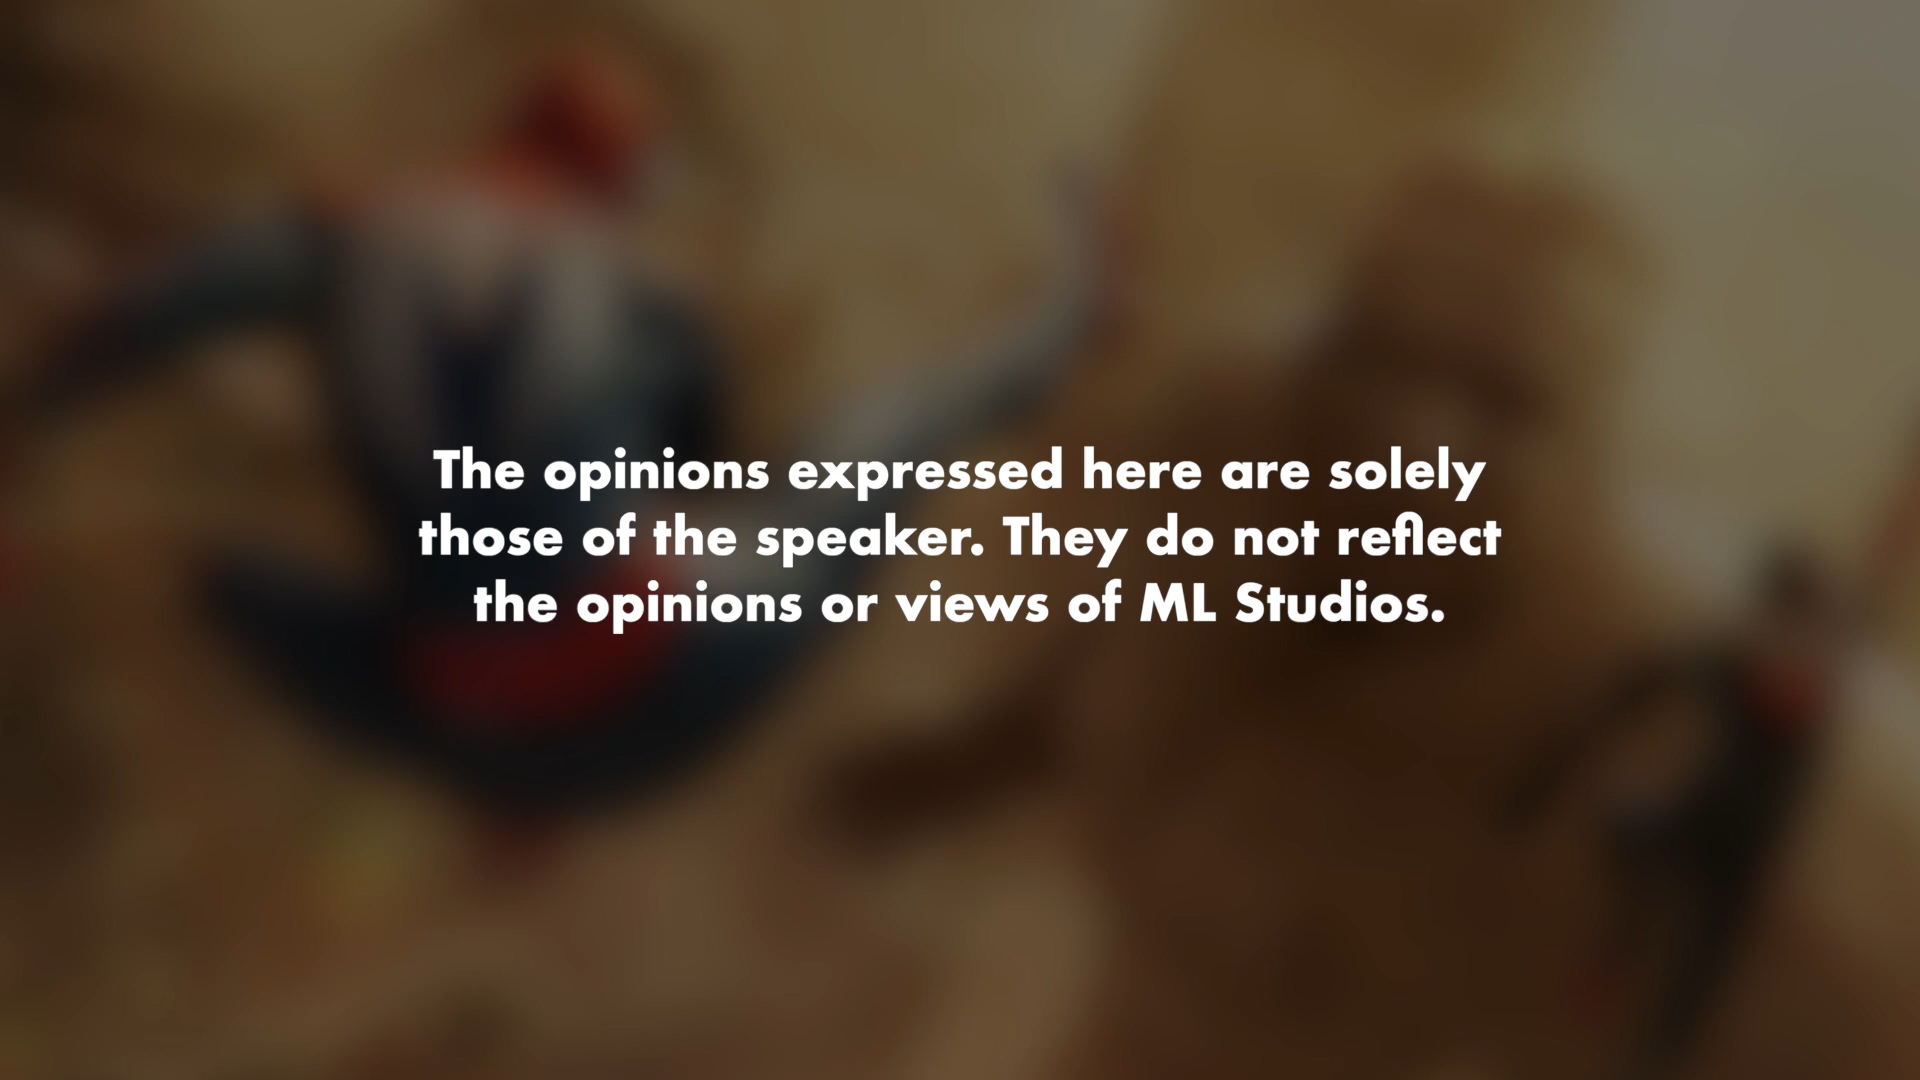 The opinions expressed here are solely
those of the speaker. They do not reflect
the opinions or views of ML Studios.